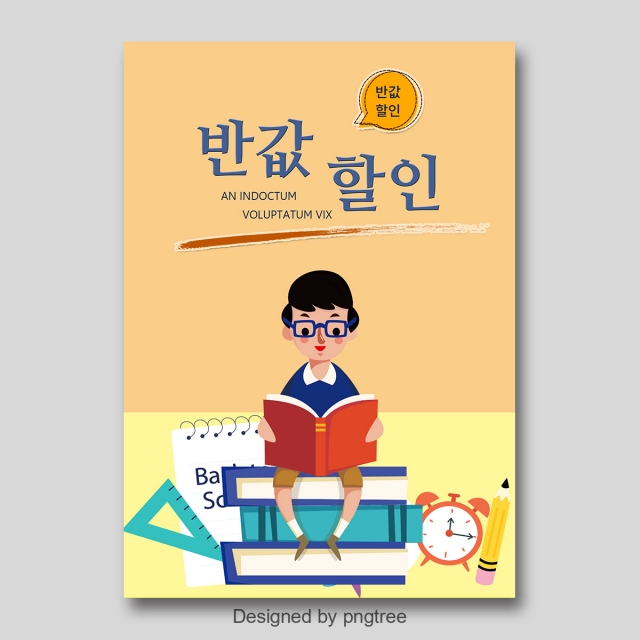 반값
할인
반값
할인
AN INDOCTUM
VOLUPTATUM VIX
Designed by pngtree